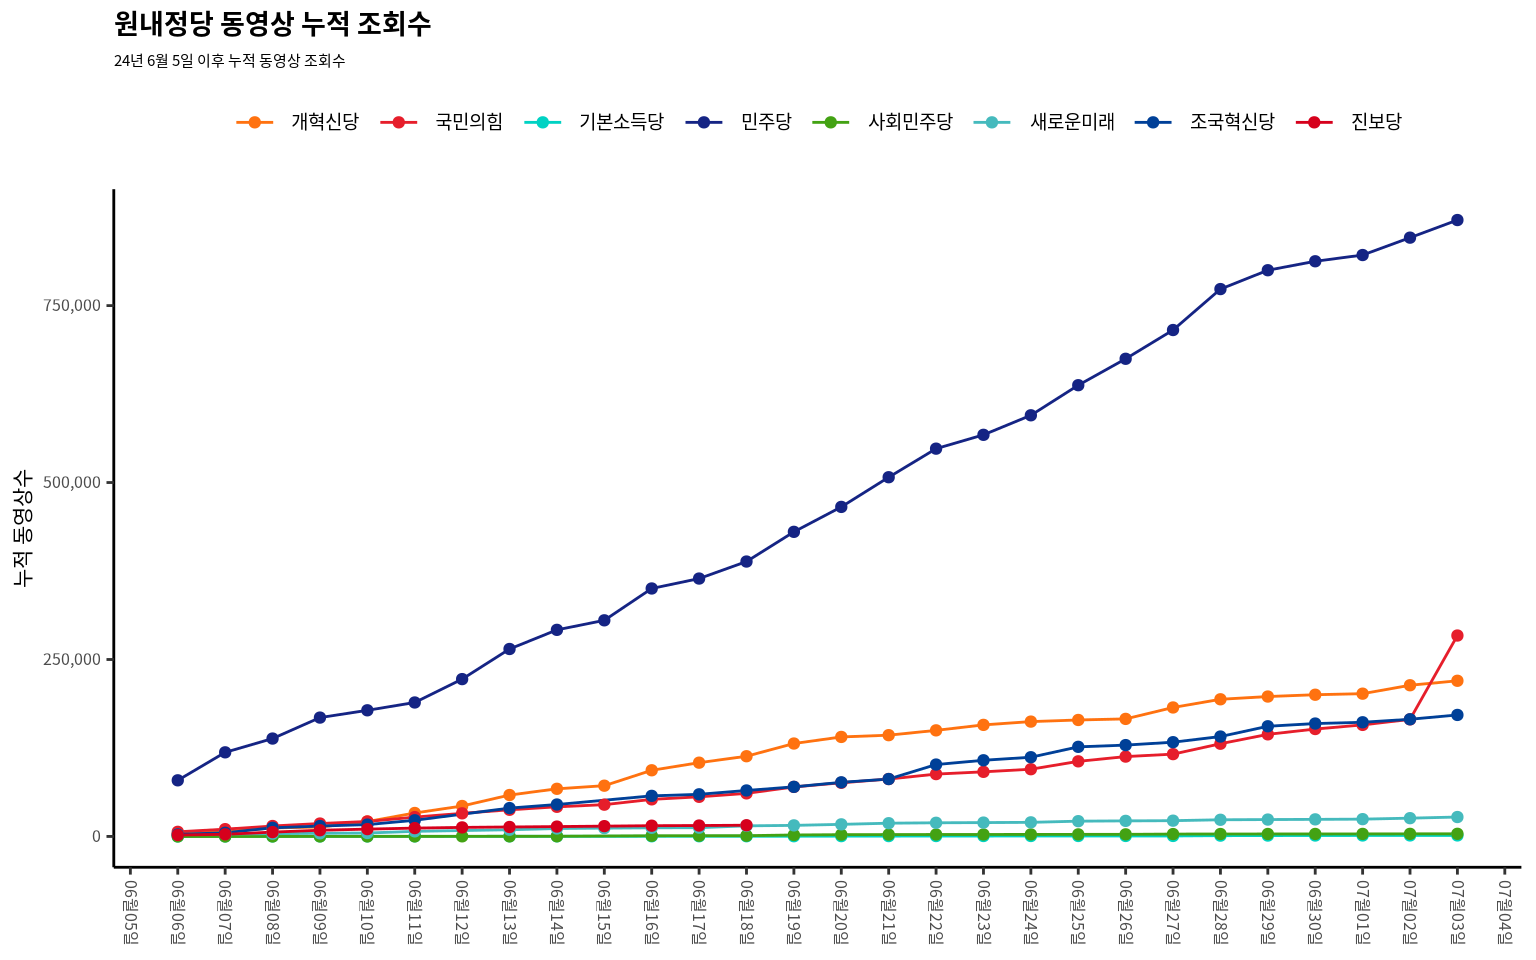 원내정당 동영상 누적 조회수
24년 6월 5일 이후 누적 동영상 조회수
개혁신당 국민의힘 기본소득당 민주당 사회민주당 새로운미래 조국혁신당 진보당
누적 동영상수
750,000
500,000
250,000
0
06월05일 06월06일 06월07일 06월08일 06월09일 06월10일 06월11일 06월12일 06월13일 06월14일 06월15일 06월16일 06월17일 06월18일 06월19일 06월20일 06월21일 06월22일 06월23일 06월24일 06월25일 06월26일 06월27일 06월28일 06월29일 06월30일 07월01일 07월02일 07월03일 07월04일